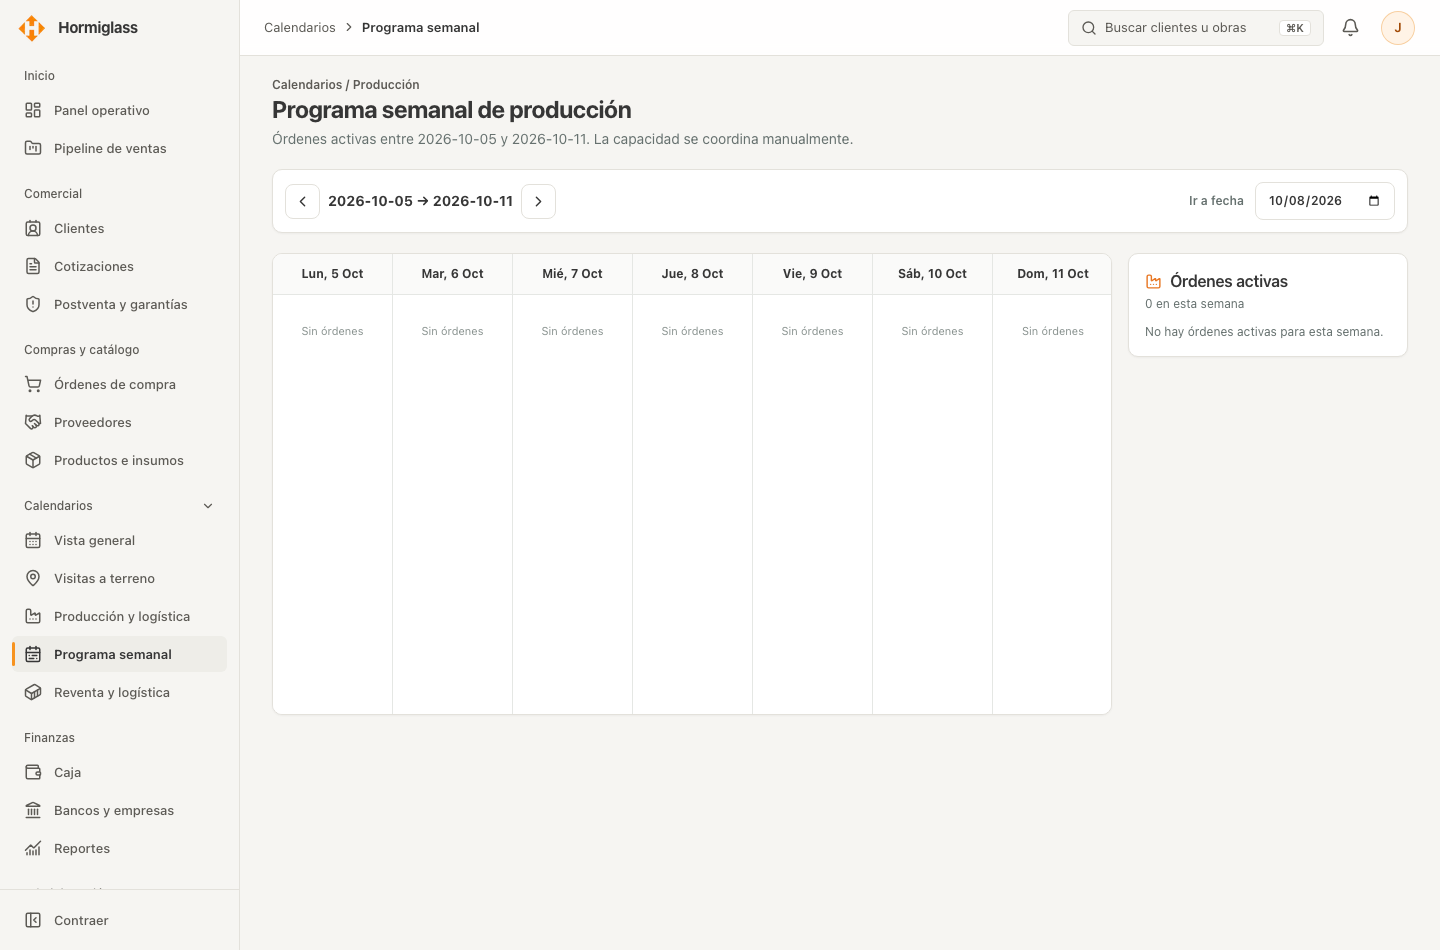 Hormiglass
Inicio
Panel operativo
Pipeline de ventas
Comercial
Clientes
Cotizaciones
Postventa y garantías
Compras y catálogo
Órdenes de compra
Proveedores
Productos e insumos
Calendarios
Vista general
Visitas a terreno
Producción y logística
Programa semanal
Reventa y logística
Finanzas
Caja
Bancos y empresas
Reportes
Contraer
Calendarios > Programa semanal
Buscar clientes u obras ⌘K
J
Calendarios / Producción
Programa semanal de producción
Órdenes activas entre 2026-10-05 y 2026-10-11. La capacidad se coordina manualmente.
2026-10-05 → 2026-10-11
Ir a fecha 10/08/2026
Lun, 5 Oct Mar, 6 Oct Mié, 7 Oct Jue, 8 Oct Vie, 9 Oct Sáb, 10 Oct Dom, 11 Oct
Sin órdenes Sin órdenes Sin órdenes Sin órdenes Sin órdenes Sin órdenes Sin órdenes
Órdenes activas
0 en esta semana
No hay órdenes activas para esta semana.